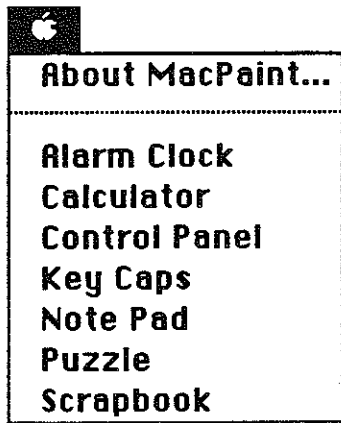 About MacPaint...
Alarm Clock
Calculator
Control Panel
Key Caps
Note Pad
Puzzle
Scrapbook